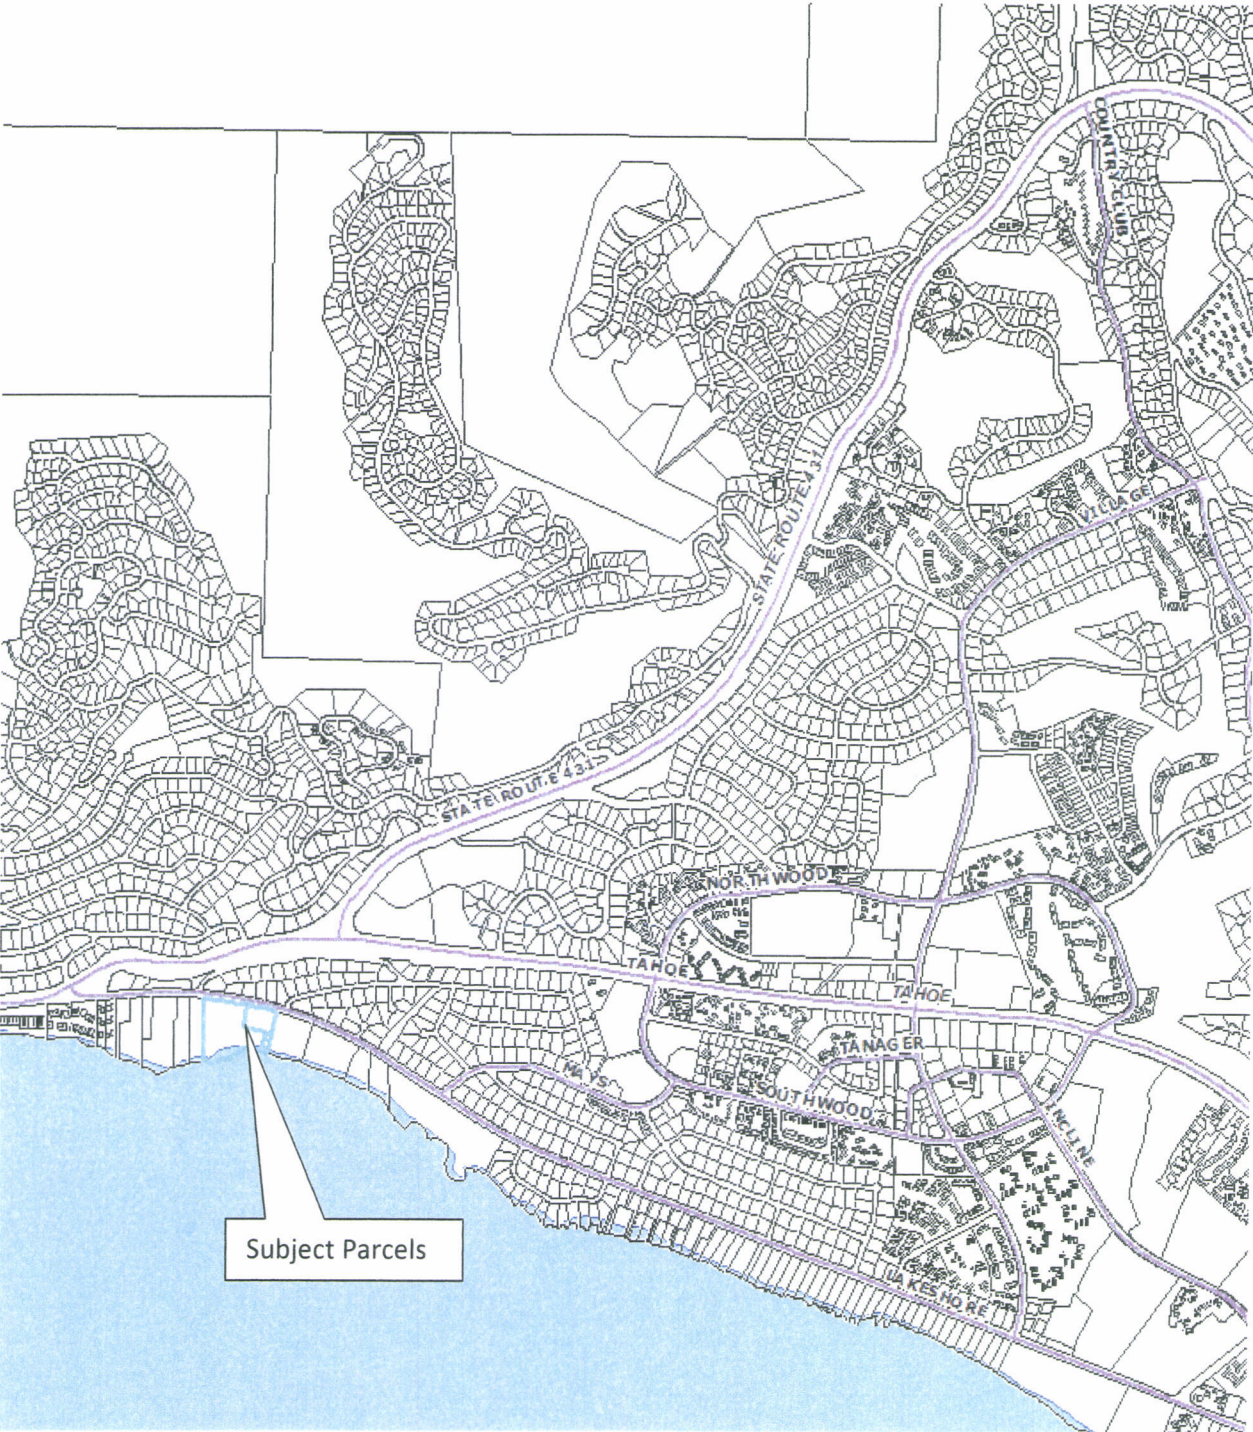 COUNTRY CLUB
VILLAGE
STATE ROUTE 431
STATE ROUTE 431
NORTHWOOD
TAHOE
TAHOE
TANAGER
MAYS
SOUTHWOOD
INCLINE
Subject Parcels
LAKESHORE